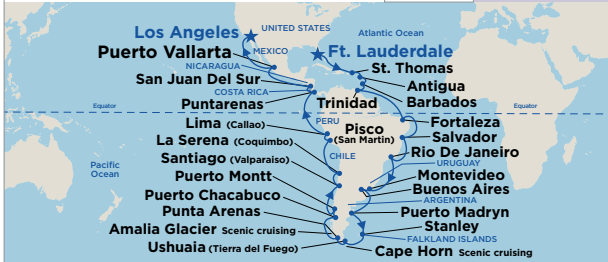 UNITED STATES
Los Angeles
Atlantic Ocean
Puerto Vallarta
MEXICO
Ft. Lauderdale
NICARAGUA
St. Thomas
San Juan Del Sur
Antigua
COSTA RICA
Puntarenas
Trinidad
Barbados
Equator
Equator
Lima (Callao)
PERU
Pisco
(San Martin)
Fortaleza
La Serena (Coquimbo)
Salvador
Santiago (Valparaiso)
CHILE
Rio De Janeiro
Pacific
Ocean
URUGUAY
Puerto Montt
Montevideo
Puerto Chacabuco
Buenos Aires
ARGENTINA
Punta Arenas
Puerto Madryn
Amalia Glacier Scenic cruising
Stanley
FALKLAND ISLANDS
Ushuaia (Tierra del Fuego)
Cape Horn Scenic cruising